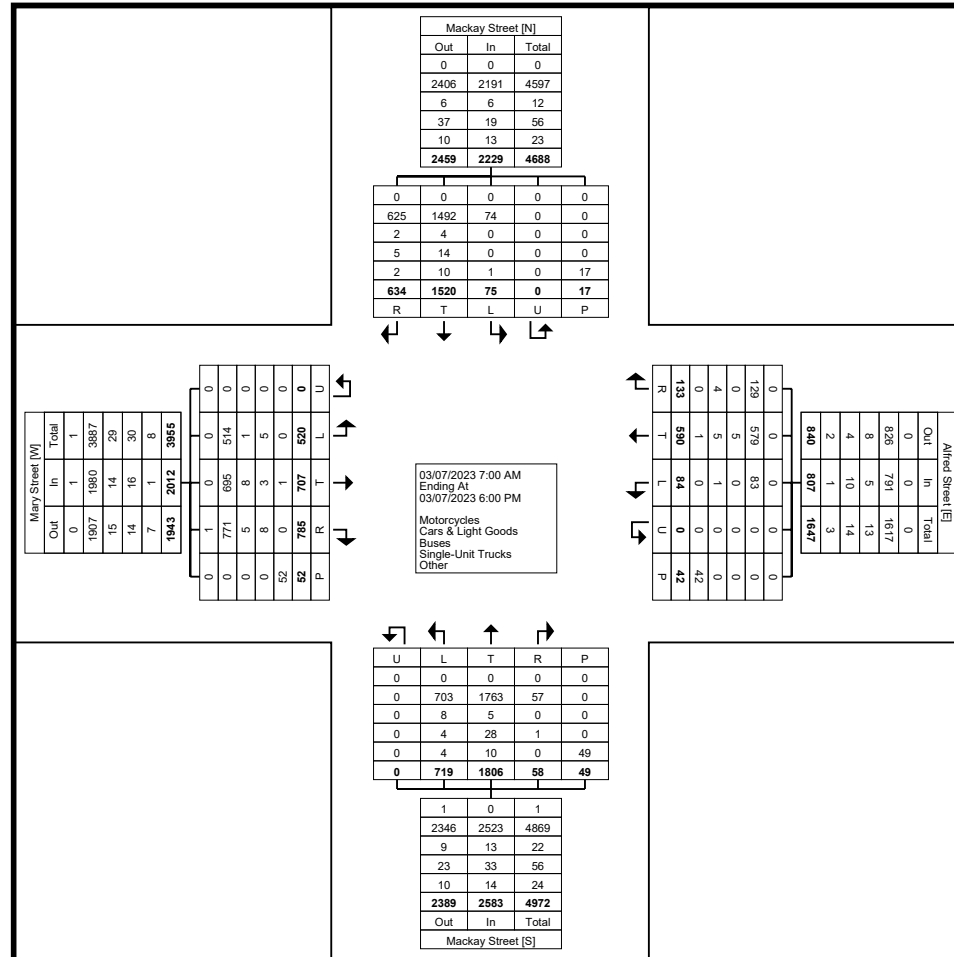 Mackay Street [N]
Out In Total
0 0 0
2406 2191 4597
6 6 12
37 19 56
10 13 23
2459 2229 4688
0 0 0 0 0
625 1492 74 0 0
2 4 0 0 0
5 14 0 0 0
2 10 1 0 17
634 1520 75 0 17
R T L U P
Mary Street [W]
Total In Out
1 1 0
3887 1980 1907
29 14 15
30 16 14
8 1 7
3955 2012 1943
0 0 0 1 0
0 514 695 771 0
0 1 8 5 0
0 5 3 8 0
0 0 1 0 52
0 520 707 785 52
U L T R P
03/07/2023 7:00 AM
Ending At
03/07/2023 6:00 PM
Motorcycles
Cars & Light Goods
Buses
Single-Unit Trucks
Other
Alfred Street [E]
Out In Total
0 0 0
826 791 1617
8 5 13
4 10 14
2 1 3
840 807 1647
0 0 0 0 0
129 579 83 0 0
0 5 0 0 0
4 5 1 0 0
0 1 0 0 42
133 590 84 0 42
R T L U P
U L T R P
0 0 0 0 0
0 703 1763 57 0
0 8 5 0 0
0 4 28 1 0
0 4 10 0 49
0 719 1806 58 49
1 0 1
2346 2523 4869
9 13 22
23 33 56
10 14 24
2389 2583 4972
Out In Total
Mackay Street [S]